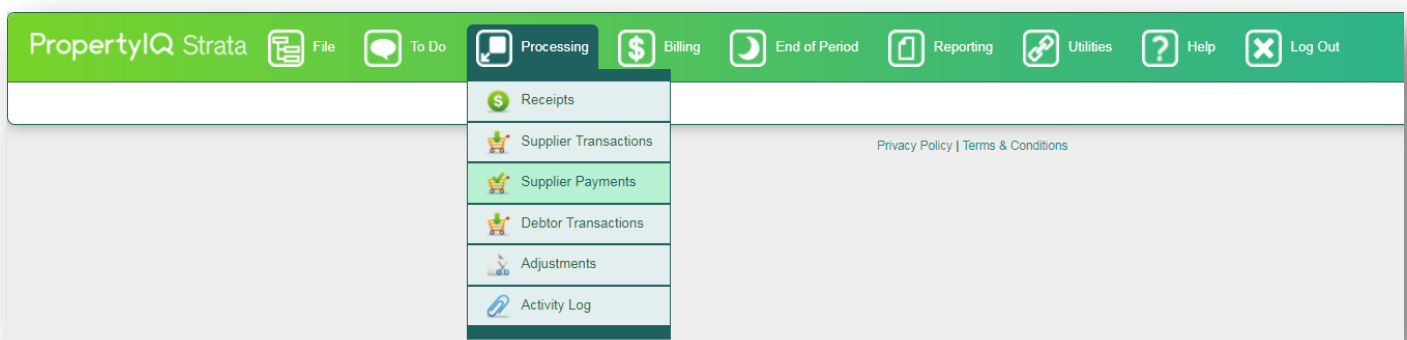 PropertyIQ Strata File To Do Processing Billing End of Period Reporting Utilities Help Log Out
Receipts
Supplier Transactions
Privacy Policy | Terms & Conditions
Supplier Payments
Debtor Transactions
Adjustments
Activity Log